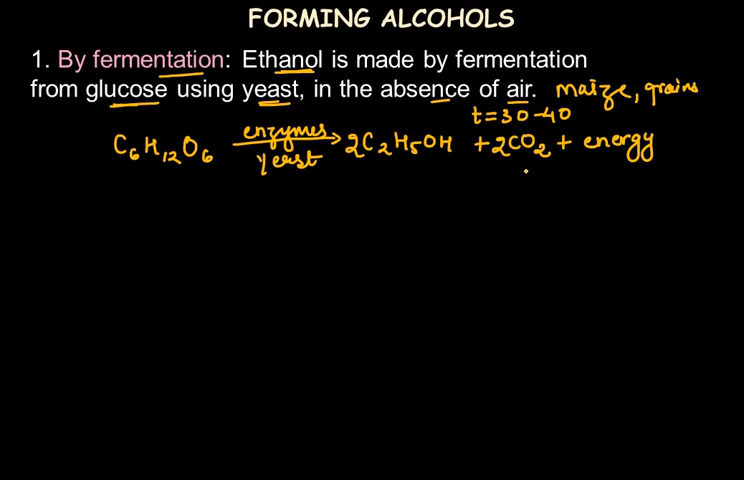 FORMING ALCOHOLS
1. By fermentation: Ethanol is made by fermentation
from glucose using yeast, in the absence of air. maize, grains
t=30-40
C6H12O6 enzymes yeast → 2C2H5OH +2CO2 + energy